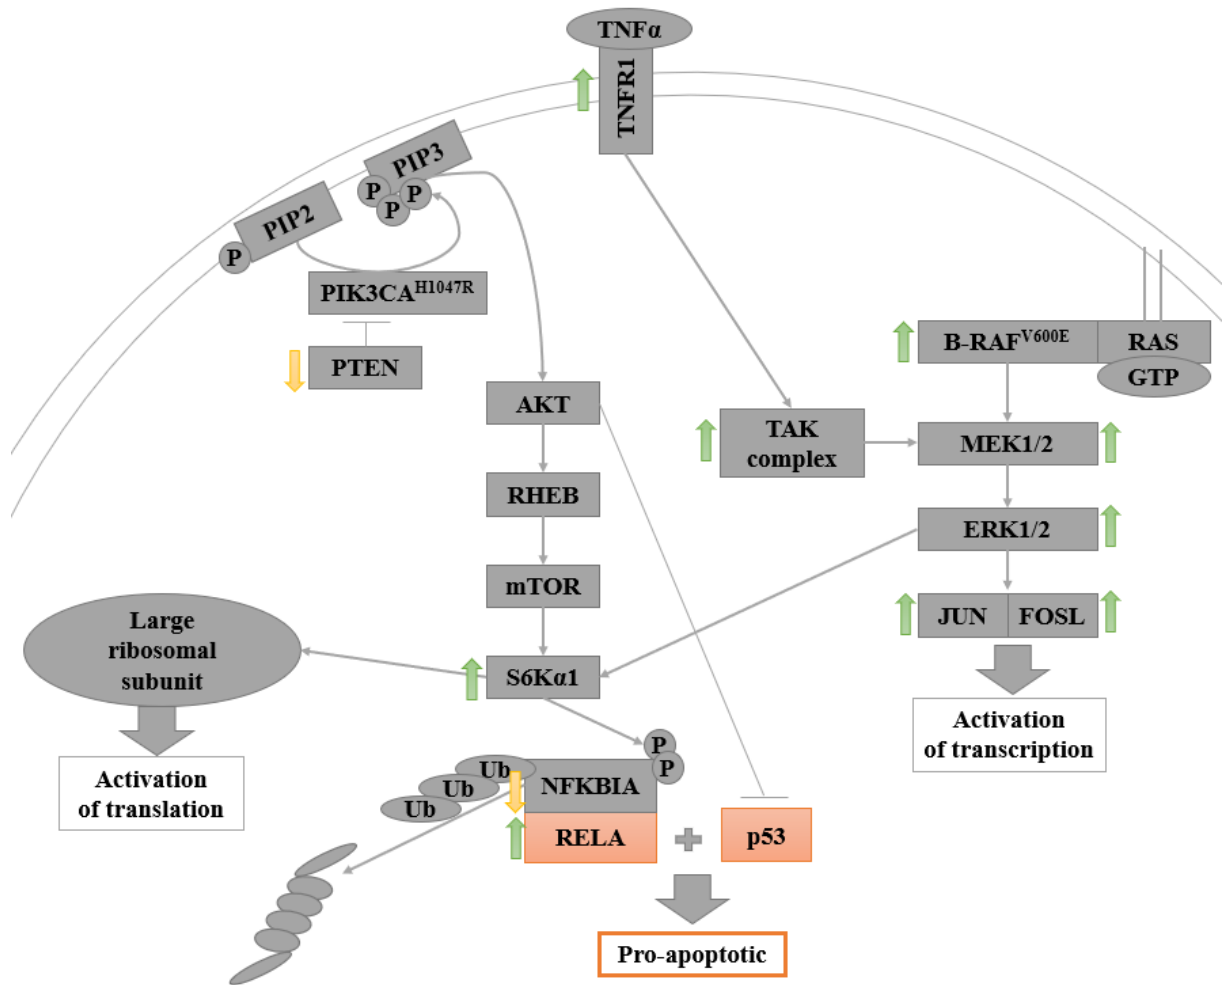 TNFα
TNFR1
PIP3
P
P
P
PIP2
P
PIK3CA^H1047R
PTEN
B-RAF^V600E
RAS
GTP
AKT
TAK
complex
MEK1/2
RHEB
ERK1/2
mTOR
JUN
FOSL
Large
ribosomal
subunit
S6Kα1
Activation
of transcription
P
P
Ub
Ub
Ub
NFKBIA
Activation
of translation
RELA
p53
Pro-apoptotic